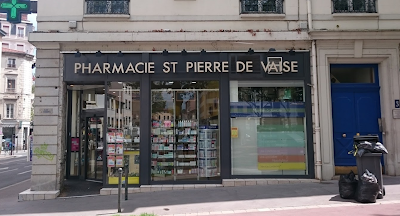 PHARMACIE ST PIERRE DE VAISE